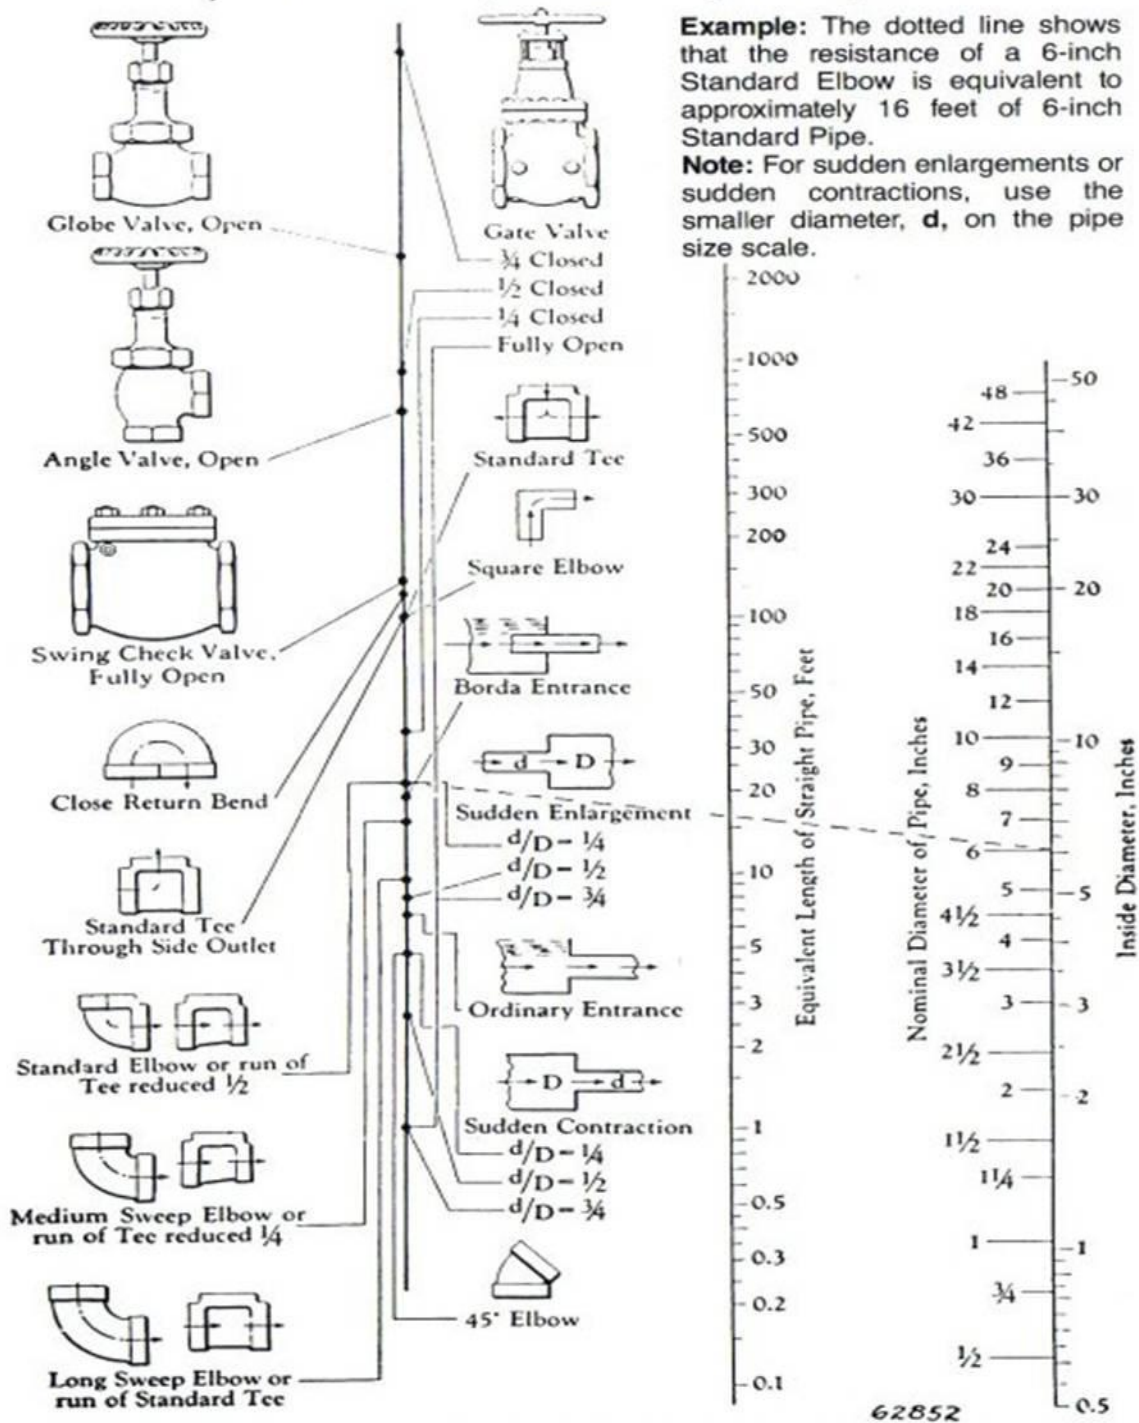 Example: The dotted line shows
that the resistance of a 6-inch
Standard Elbow is equivalent to
approximately 16 feet of 6-inch
Standard Pipe.
Note: For sudden enlargements or
sudden contractions, use the
smaller diameter, d, on the pipe
size scale.
Globe Valve, Open
Angle Valve, Open
Swing Check Valve,
Fully Open
Close Return Bend
Standard Tee
Through Side Outlet
Standard Elbow or run of
Tee reduced ½
Medium Sweep Elbow or
run of Tee reduced ¼
Long Sweep Elbow or
run of Standard Tee
Gate Valve
¾ Closed
½ Closed
¼ Closed
Fully Open
Standard Tee
Square Elbow
Borda Entrance
d
D
Sudden Enlargement
d/D - ¼
d/D - ½
d/D - ¾
Ordinary Entrance
D
d
Sudden Contraction
d/D - ¼
d/D - ½
d/D - ¾
45° Elbow
2000
1000
500
300
200
100
50
30
20
10
5
3
2
1
0.5
0.3
0.2
0.1
Equivalent Length of Straight Pipe, Feet
Nominal Diameter of Pipe, Inches
48
42
36
30
24
22
20
18
16
14
12
10
9
8
7
6
5
4½
4
3½
3
2½
2
1½
1¼
1
¾
½
50
30
20
10
5
3
2
1
0.5
Inside Diameter, Inches
62852